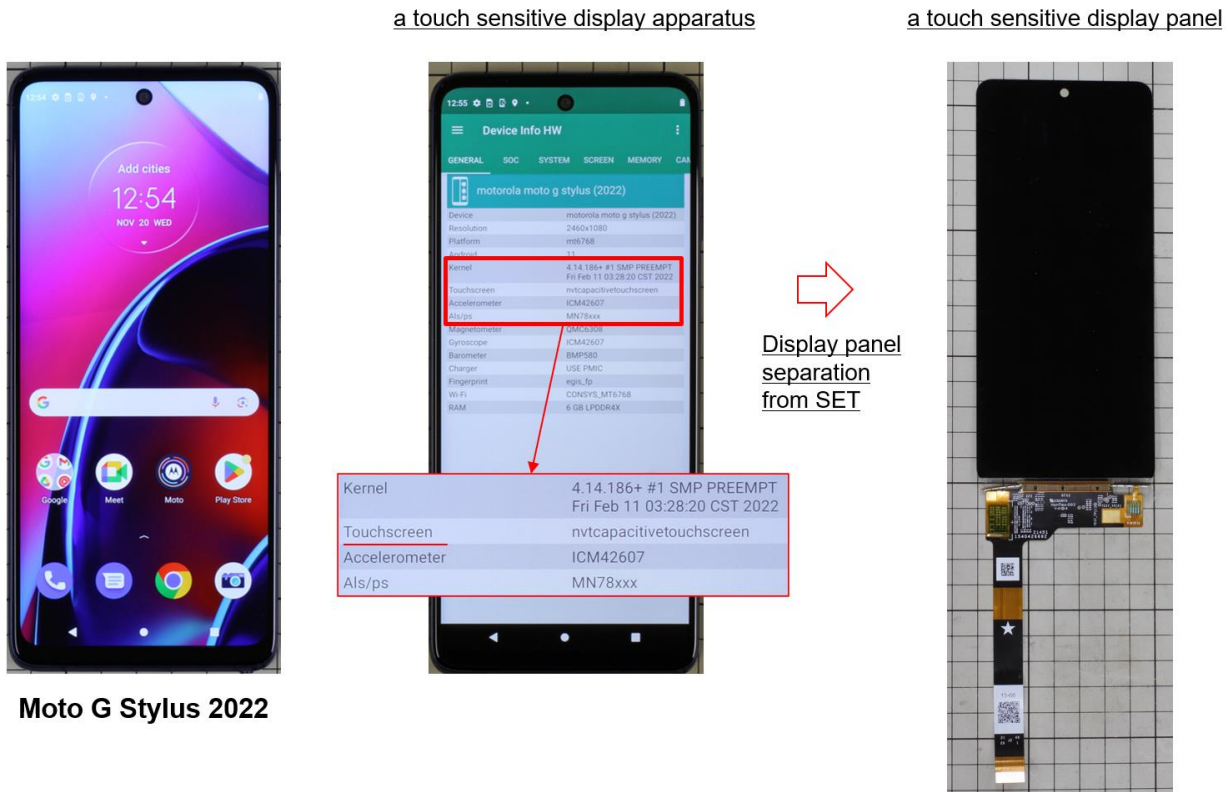 a touch sensitive display apparatus
a touch sensitive display panel
12:54
Add cities
12:54
NOV 20 WED
G
Google
Meet
Moto
Play Store
Moto G Stylus 2022
12:55
Device Info HW
GENERAL SOC SYSTEM SCREEN MEMORY CAM
motorola moto g stylus (2022)
Device motorola moto g stylus (2022)
Resolution 2460x1080
Platform mt6768
Android 11
Kernel 4.14.186+ #1 SMP PREEMPT
Fri Feb 11 03:28:20 CST 2022
Touchscreen nvtcapacitivetouchscreen
Accelerometer ICM42607
Als/ps MN78xxx
Magnetometer QMC6308
Gyroscope ICM42607
Barometer BMP580
Charger USE PMIC
Fingerprint egis_fp
Wi-Fi CONSYS_MT6768
RAM 6 GB LPDDR4X
Kernel 4.14.186+ #1 SMP PREEMPT
Fri Feb 11 03:28:20 CST 2022
Touchscreen nvtcapacitivetouchscreen
Accelerometer ICM42607
Als/ps MN78xxx
Display panel
separation
from SET